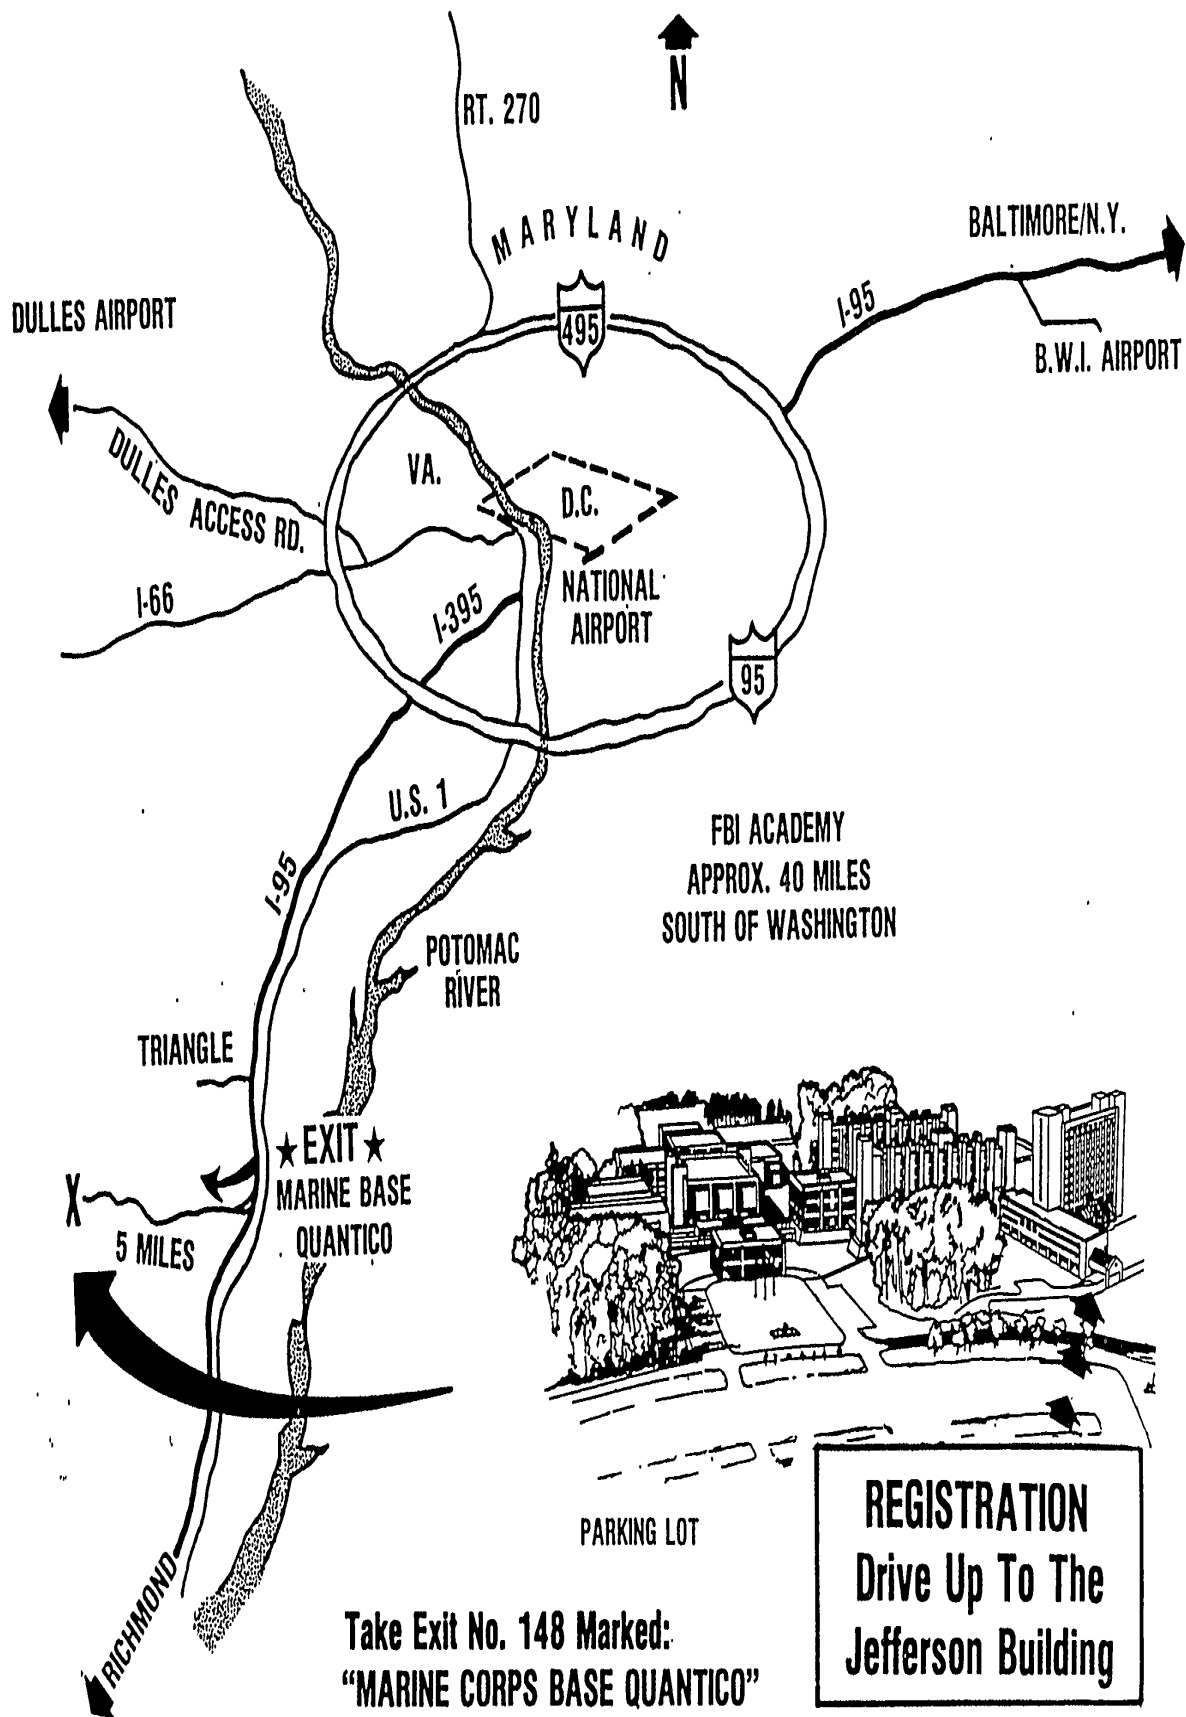 N
RT. 270
MARYLAND
BALTIMORE/N.Y.
I-95
B.W.I. AIRPORT
DULLES AIRPORT
495
DULLES ACCESS RD.
VA.
D.C.
I-66
I-395
NATIONAL
AIRPORT
95
U.S. 1
I-95
FBI ACADEMY
APPROX. 40 MILES
SOUTH OF WASHINGTON
POTOMAC
RIVER
TRIANGLE
★ EXIT ★
MARINE BASE
QUANTICO
X
5 MILES
PARKING LOT
REGISTRATION
Drive Up To The
Jefferson Building
RICHMOND
Take Exit No. 148 Marked:
“MARINE CORPS BASE QUANTICO”